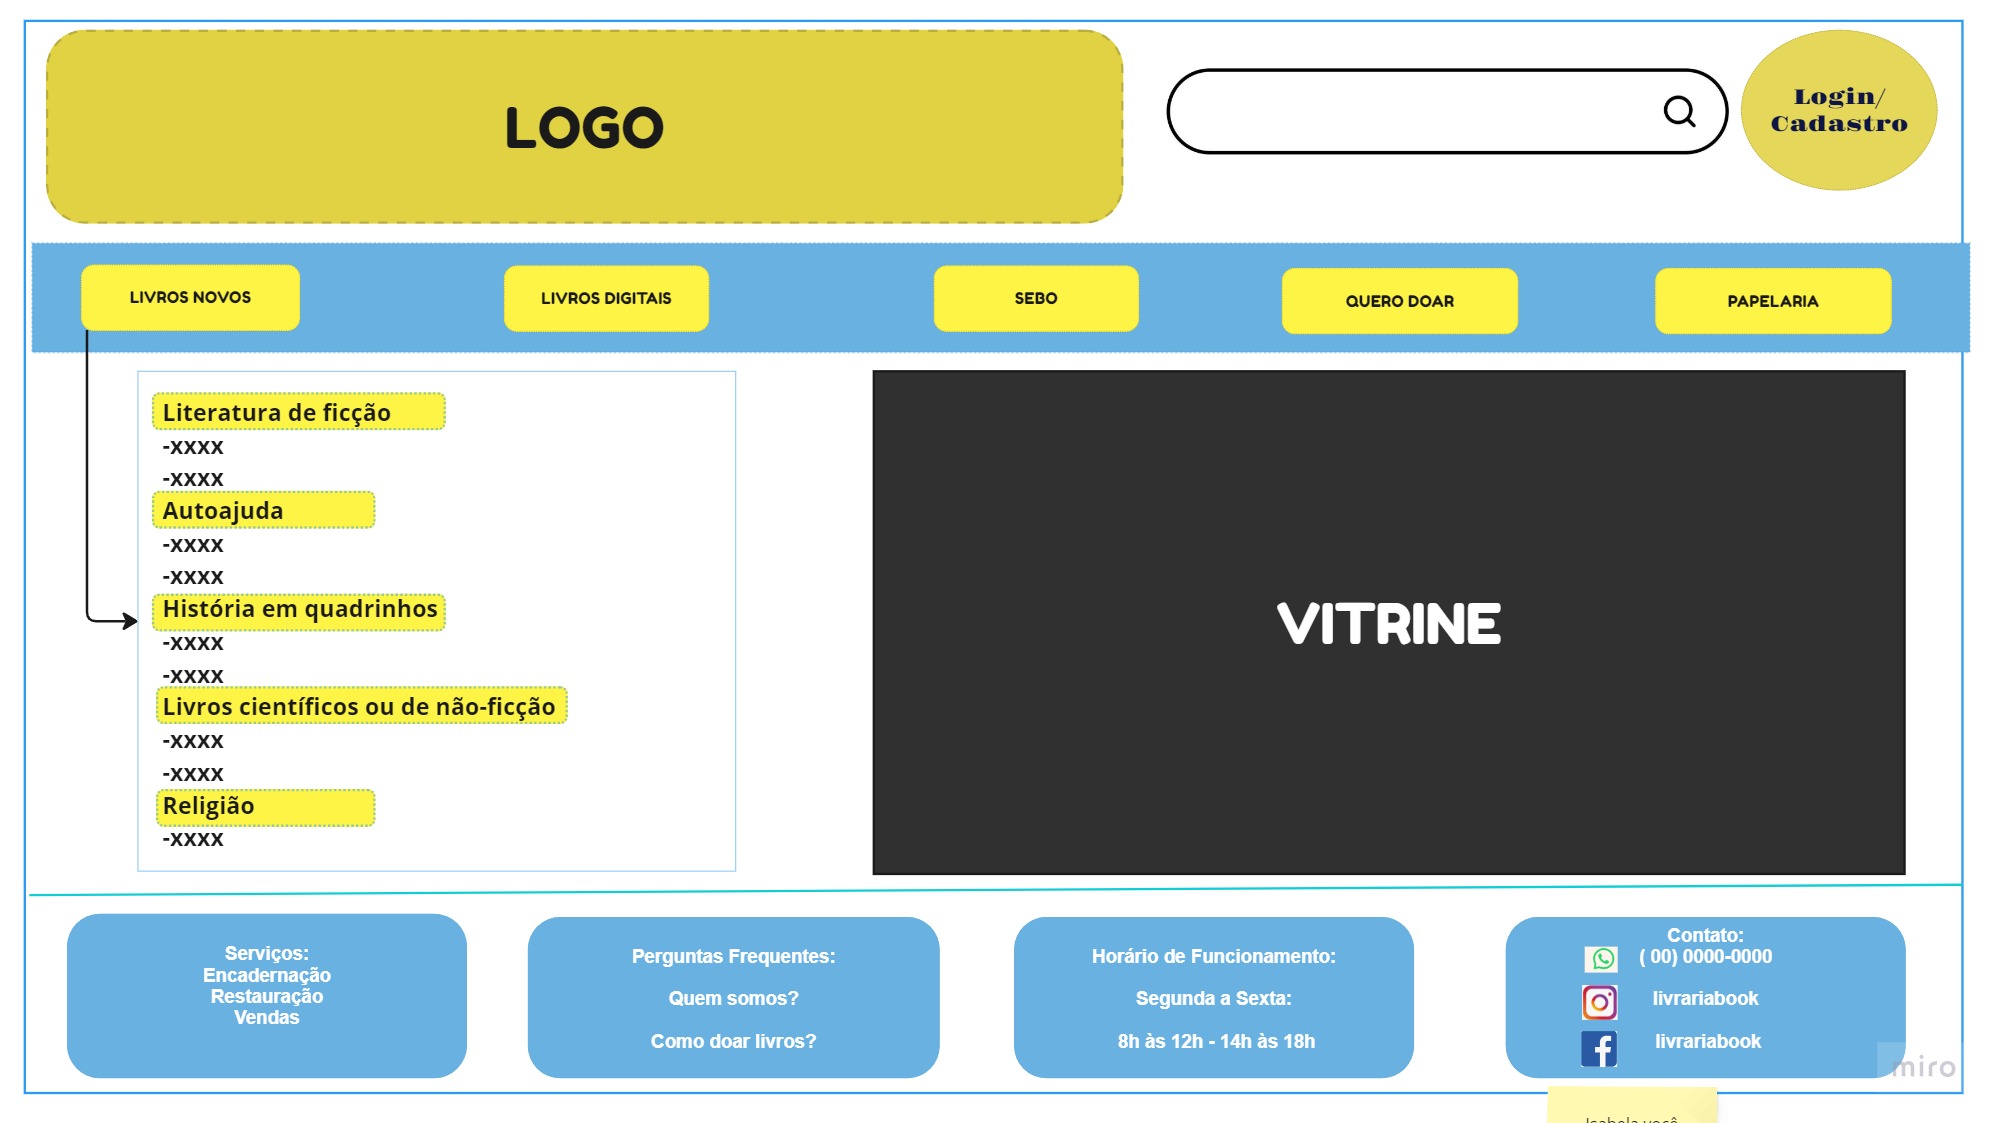 LOGO
Login/
Cadastro
LIVROS NOVOS
LIVROS DIGITAIS
SEBO
QUERO DOAR
PAPELARIA
Literatura de ficção
-xxxx
-xxxx
Autoajuda
-xxxx
-xxxx
História em quadrinhos
-xxxx
-xxxx
Livros científicos ou de não-ficção
-xxxx
-xxxx
Religião
-xxxx
VITRINE
Serviços:
Encadernação
Restauração
Vendas
Perguntas Frequentes:
Quem somos?
Como doar livros?
Horário de Funcionamento:
Segunda a Sexta:
8h às 12h - 14h às 18h
Contato:
( 00) 0000-0000
livrariabook
livrariabook
miro
Isabela você